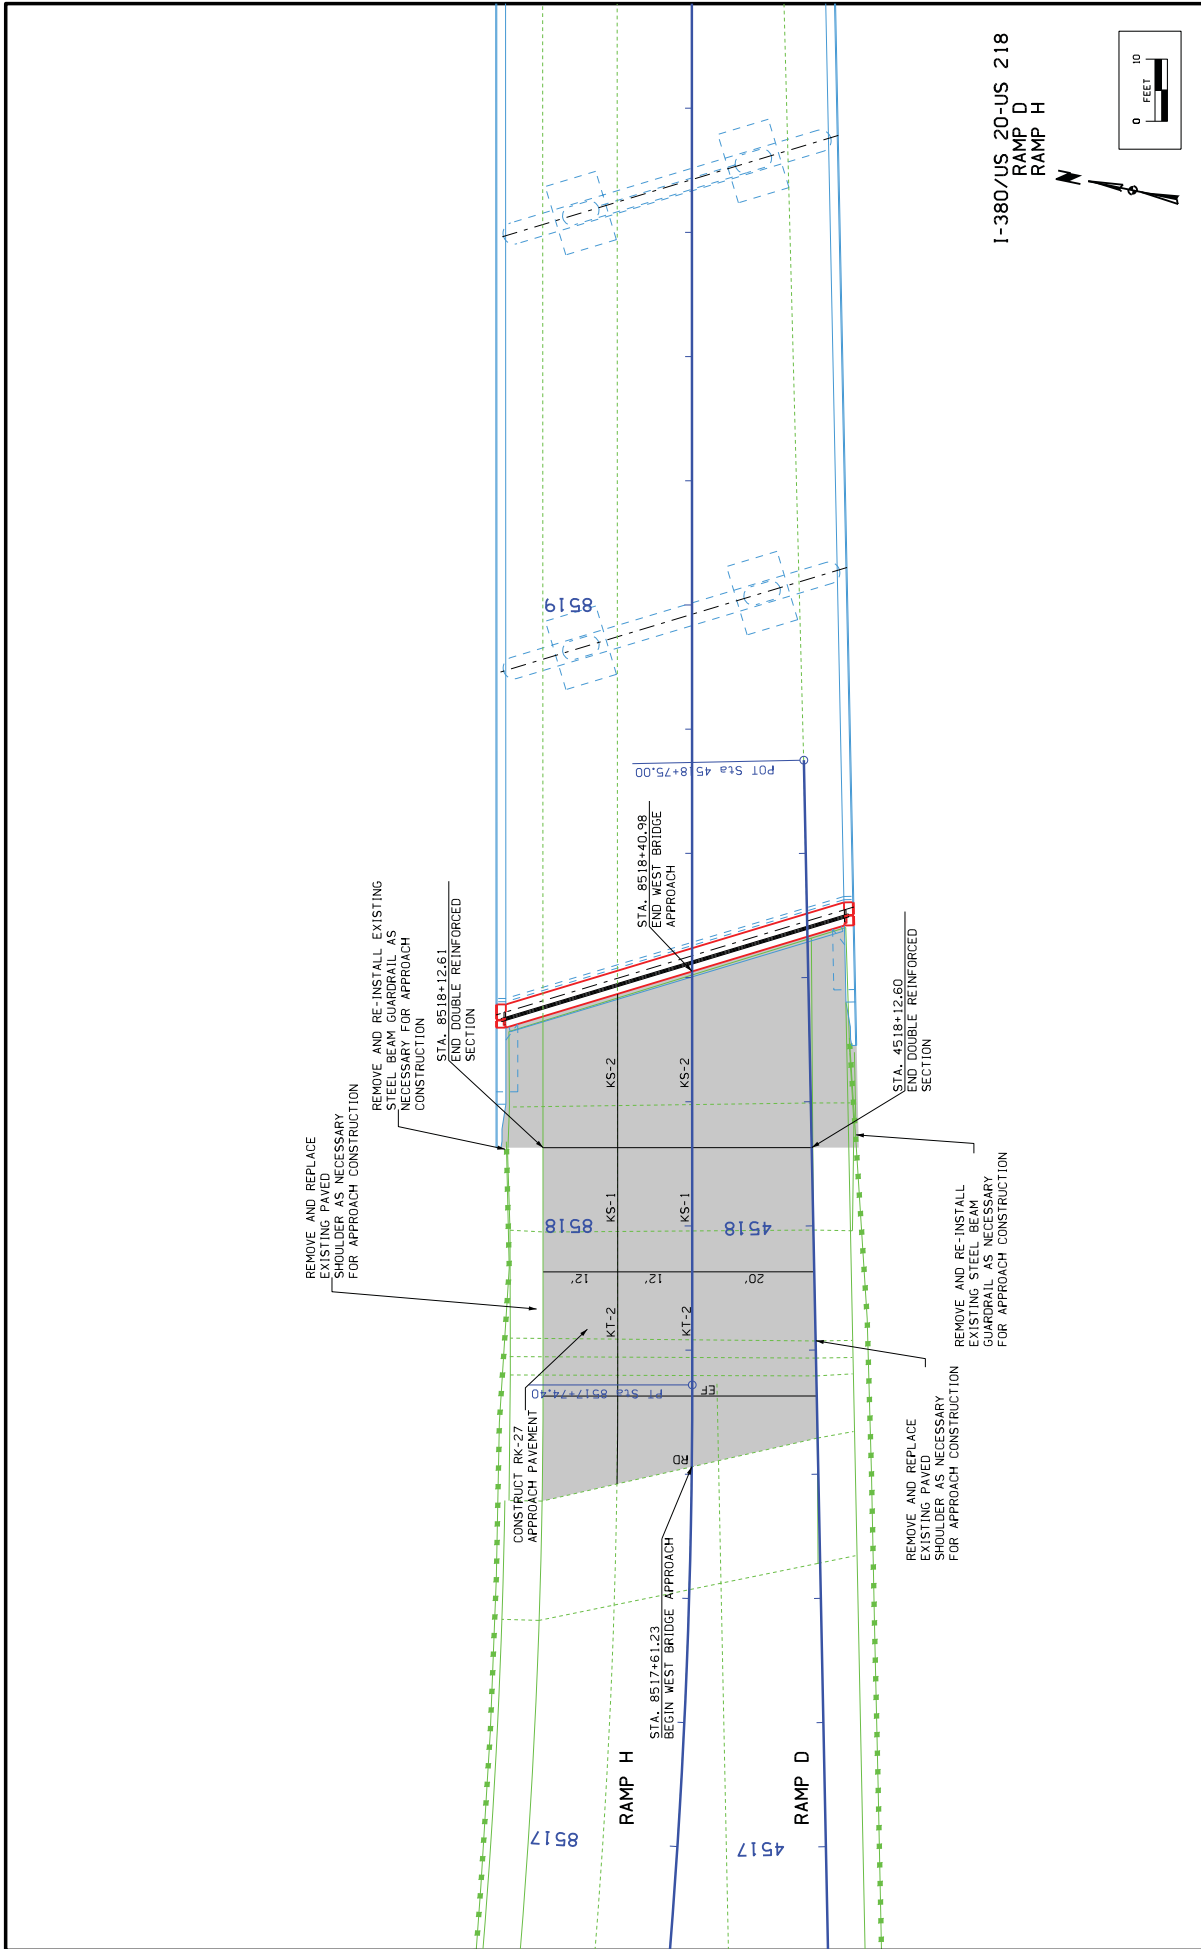 I-380/US 20-US 218
RAMP D
RAMP H
N
0 10
FEET
REMOVE AND REPLACE
EXISTING PAVED
SHOULDER AS NECESSARY
FOR APPROACH CONSTRUCTION
REMOVE AND RE-INSTALL EXISTING
STEEL BEAM GUARDRAIL AS
NECESSARY FOR APPROACH
CONSTRUCTION
STA. 8518+12.61
END DOUBLE REINFORCED
SECTION
CONSTRUCT RK-27
APPROACH PAVEMENT
PT Sta 8517+74.40
8517
8518
8519
12'
12'
20'
KT-2
KS-1
KS-2
KT-2
KS-1
KS-2
EF
RD
STA. 8518+40.98
END WEST BRIDGE
APPROACH
POT Sta 4518+75.00
STA. 8517+61.23
BEGIN WEST BRIDGE APPROACH
RAMP H
RAMP D
4517
4518
STA. 4518+12.60
END DOUBLE REINFORCED
SECTION
REMOVE AND REPLACE
EXISTING PAVED
SHOULDER AS NECESSARY
FOR APPROACH CONSTRUCTION
REMOVE AND RE-INSTALL
EXISTING STEEL BEAM
GUARDRAIL AS NECESSARY
FOR APPROACH CONSTRUCTION